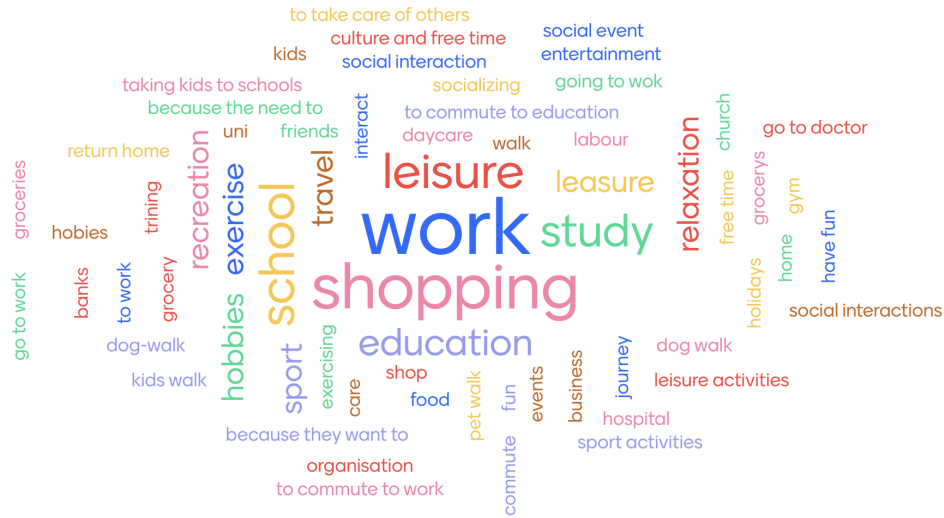 to take care of others
social event
culture and free time
kids
entertainment
social interaction
taking kids to schools
socializing
going to wok
because the need to
interact
to commute to education
church
uni
friends
daycare
walk
labour
go to doctor
return home
recreation
relaxation
groceries
exercise
travel
leisure
leasure
free time
grocerys
gym
trining
school
hobies
work
study
home
have fun
go to work
banks
to work
grocery
shopping
holidays
social interactions
dog-walk
hobbies
sport
exercising
education
journey
dog walk
kids walk
care
shop
food
pet walk
fun
events
business
leisure activities
hospital
because they want to
sport activities
commute
organisation
to commute to work